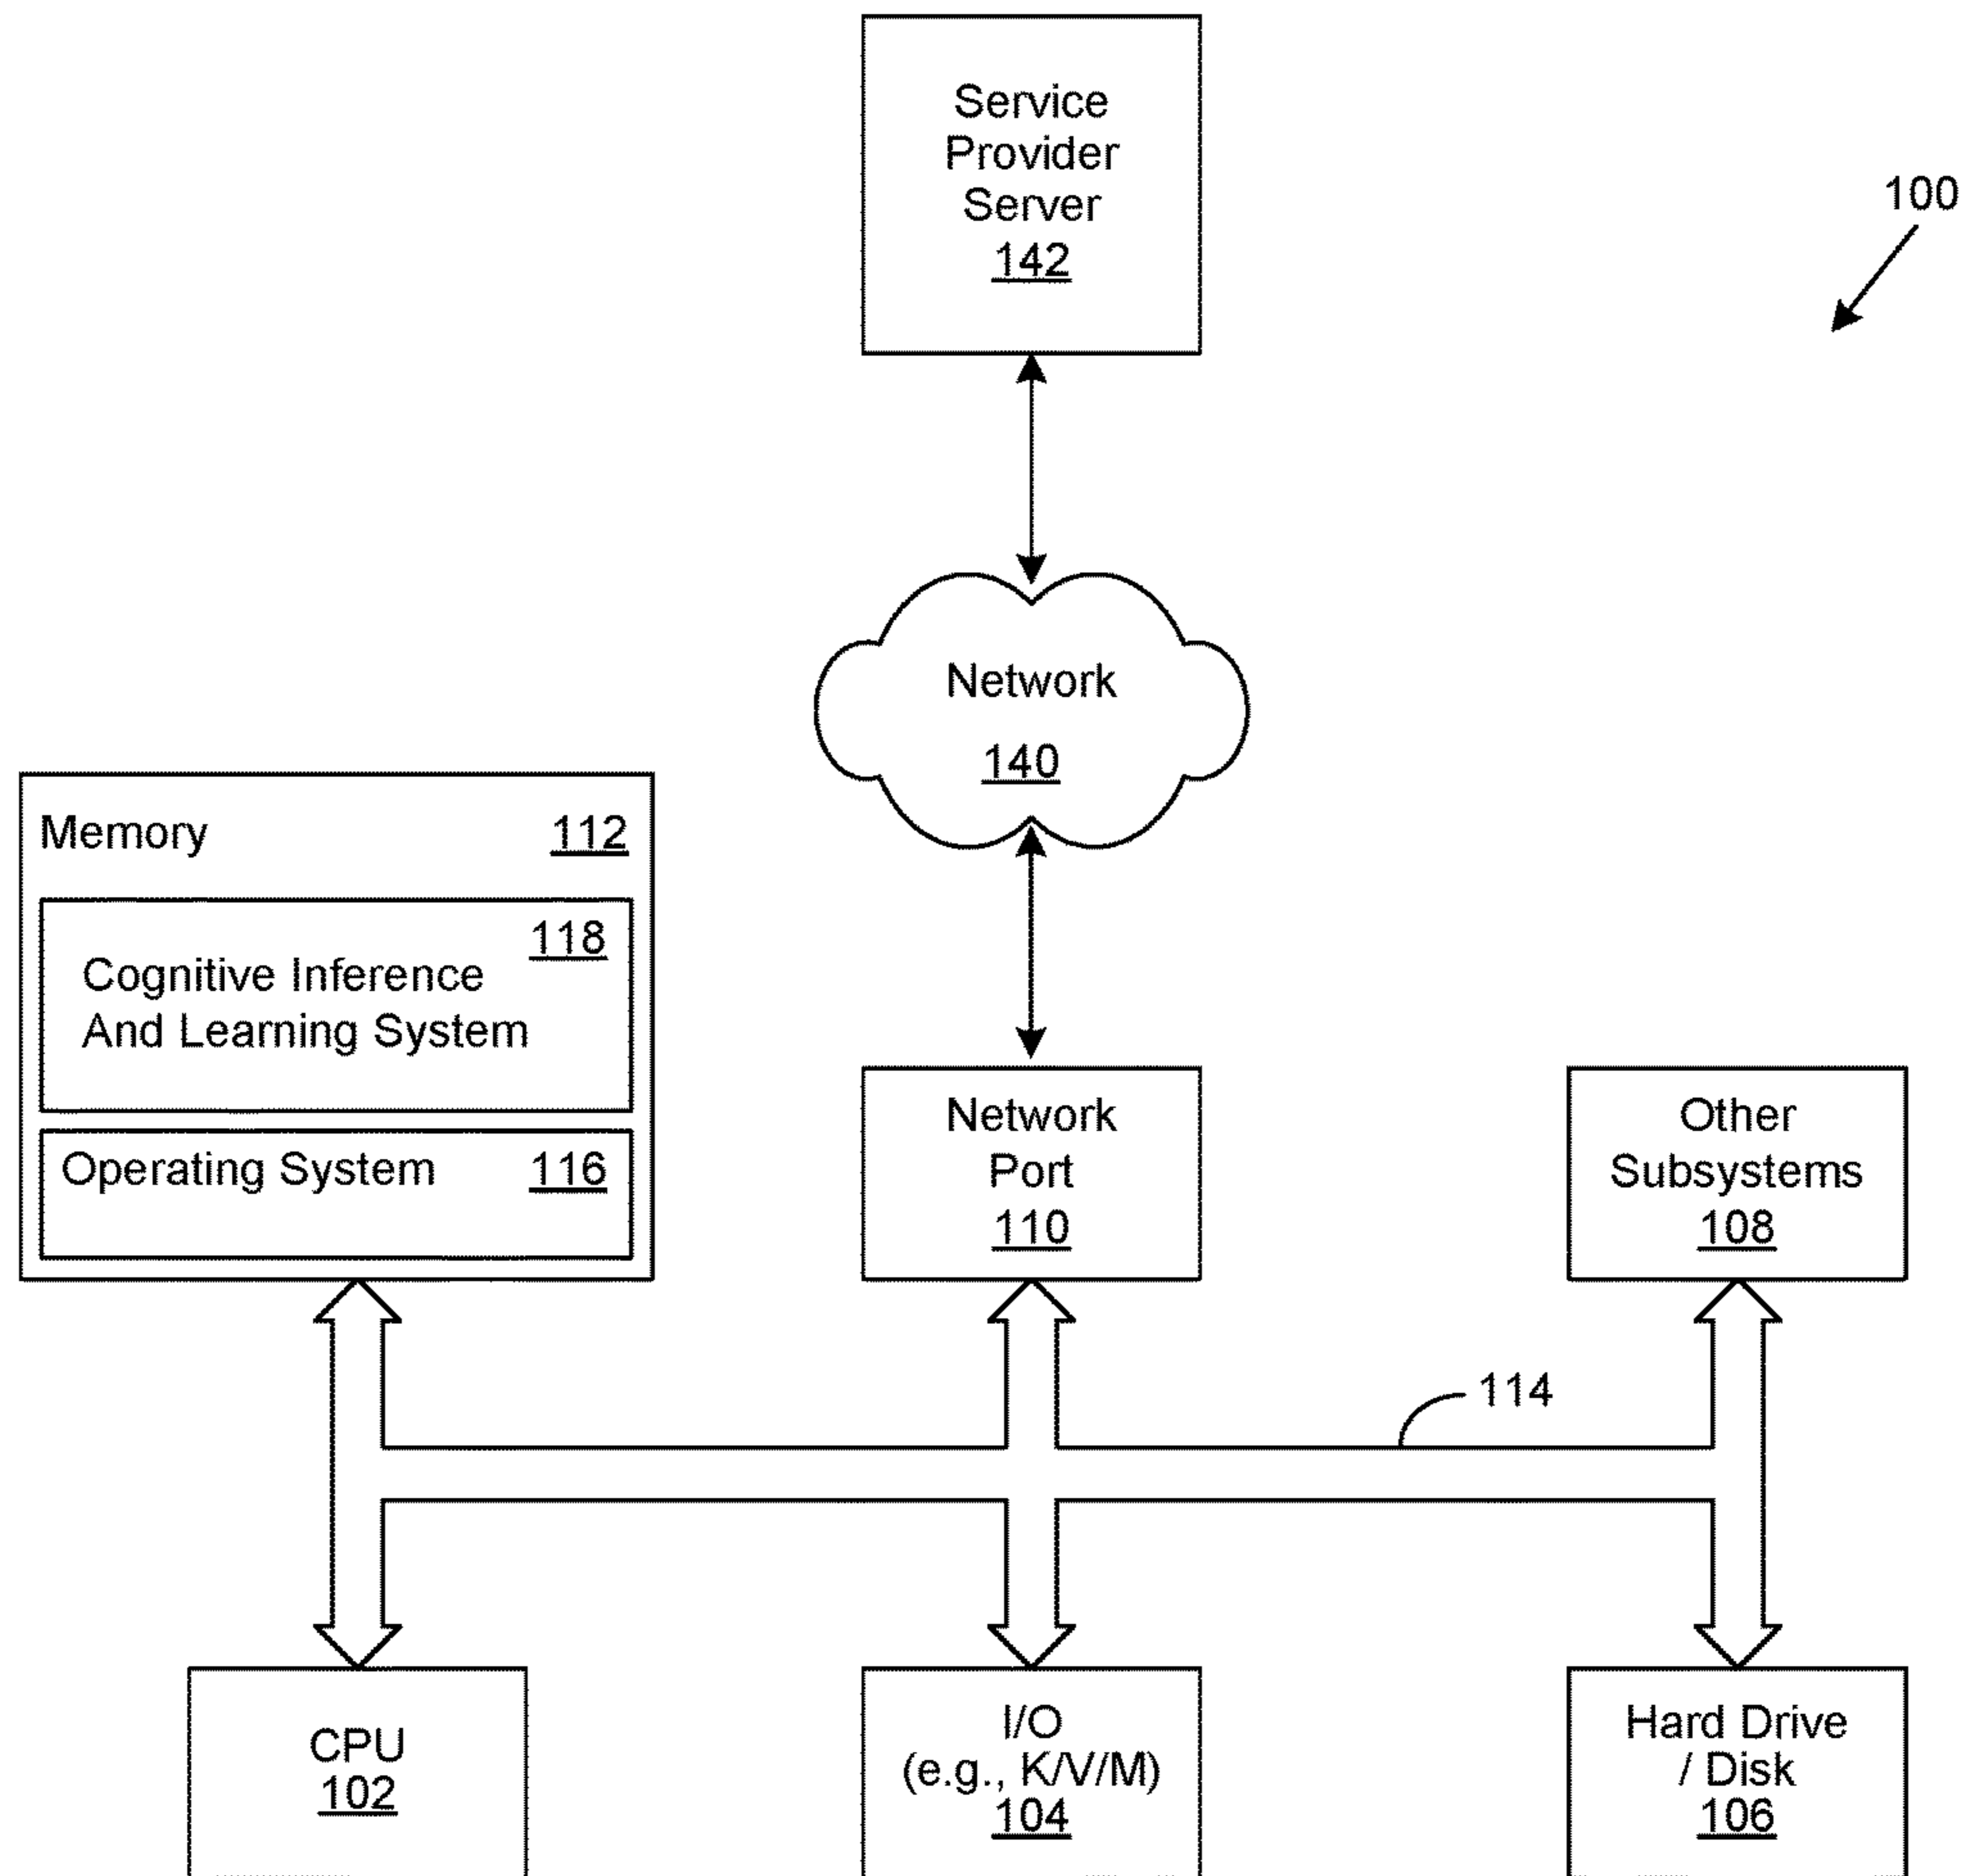 Service
Provider
Server
142
100
Network
140
Memory 112
118
Cognitive Inference
And Learning System
Operating System 116
Network
Port
110
Other
Subsystems
108
114
CPU
102
I/O
(e.g., K/V/M)
104
Hard Drive
/ Disk
106